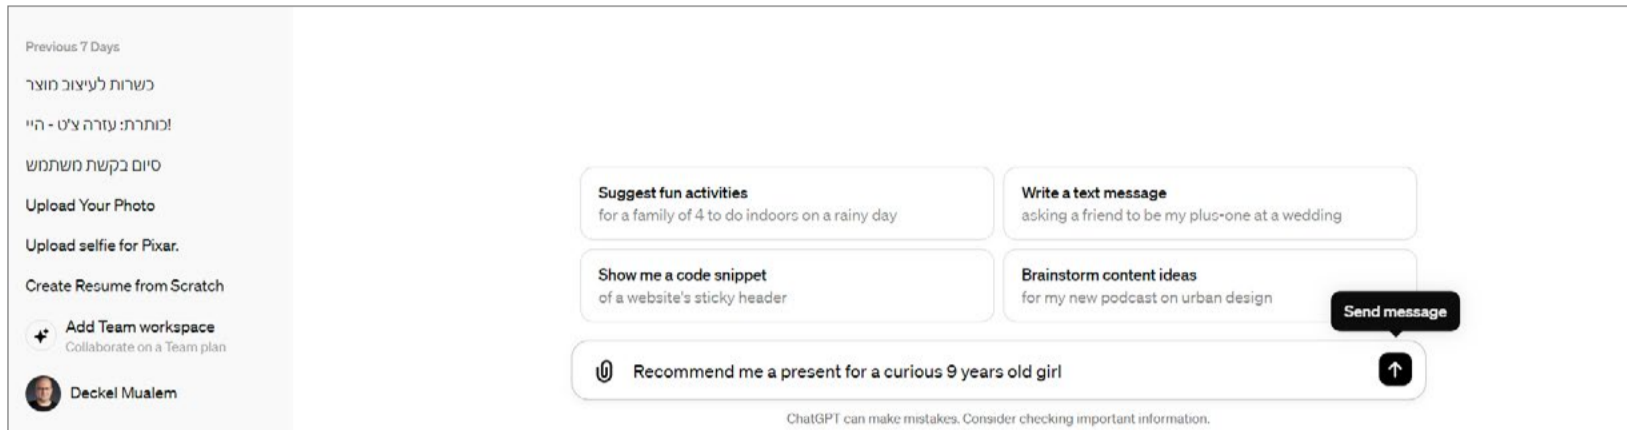 Previous 7 Days
כשרות לעיצוב מוצר
כותרת: עזרה צ'ט - היי!
סיום בקשת משתמש
Upload Your Photo
Upload selfie for Pixar.
Create Resume from Scratch
Add Team workspace
Collaborate on a Team plan
Deckel Mualem
Suggest fun activities
for a family of 4 to do indoors on a rainy day
Write a text message
asking a friend to be my plus-one at a wedding
Show me a code snippet
of a website's sticky header
Brainstorm content ideas
for my new podcast on urban design
Send message
Recommend me a present for a curious 9 years old girl
ChatGPT can make mistakes. Consider checking important information.